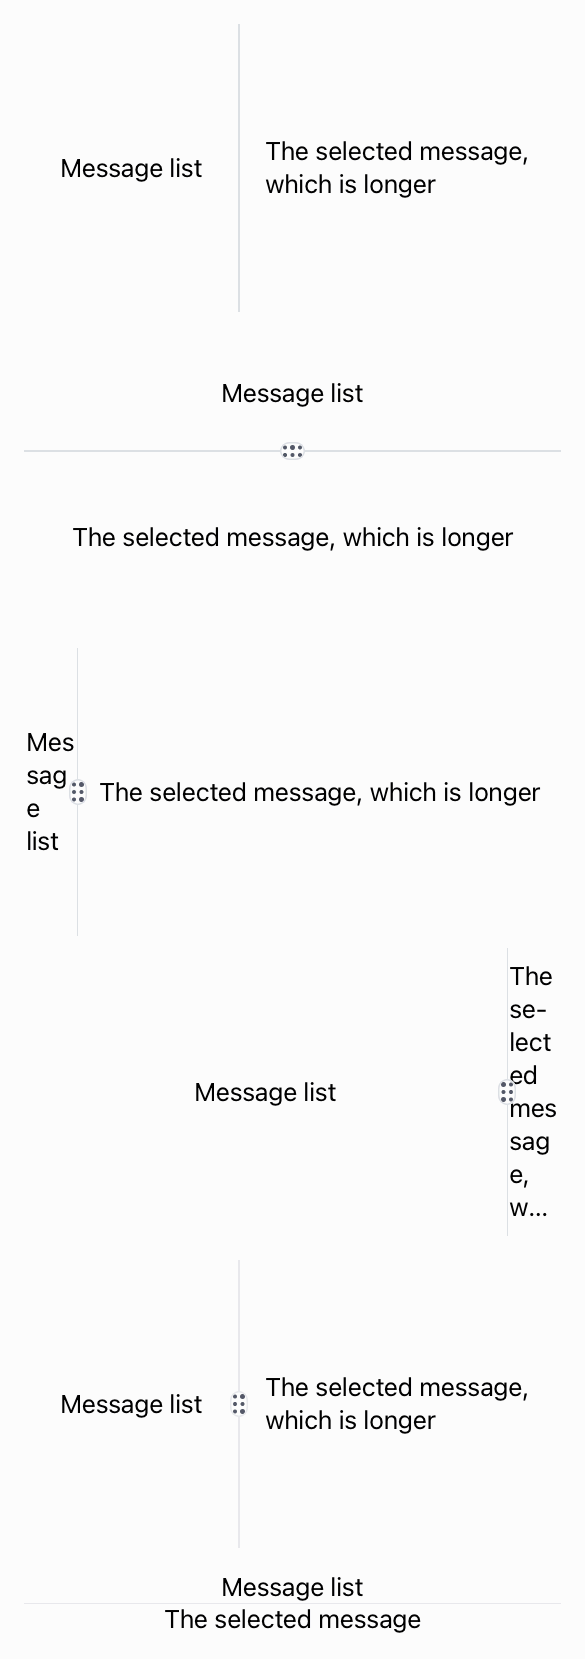 Message list
The selected message,
which is longer
Message list
The selected message, which is longer
Mes
sag
e
list
The selected message, which is longer
Message list
The
se-
lect
ed
mes
sag
e,
w...
Message list
The selected message,
which is longer
Message list
The selected message